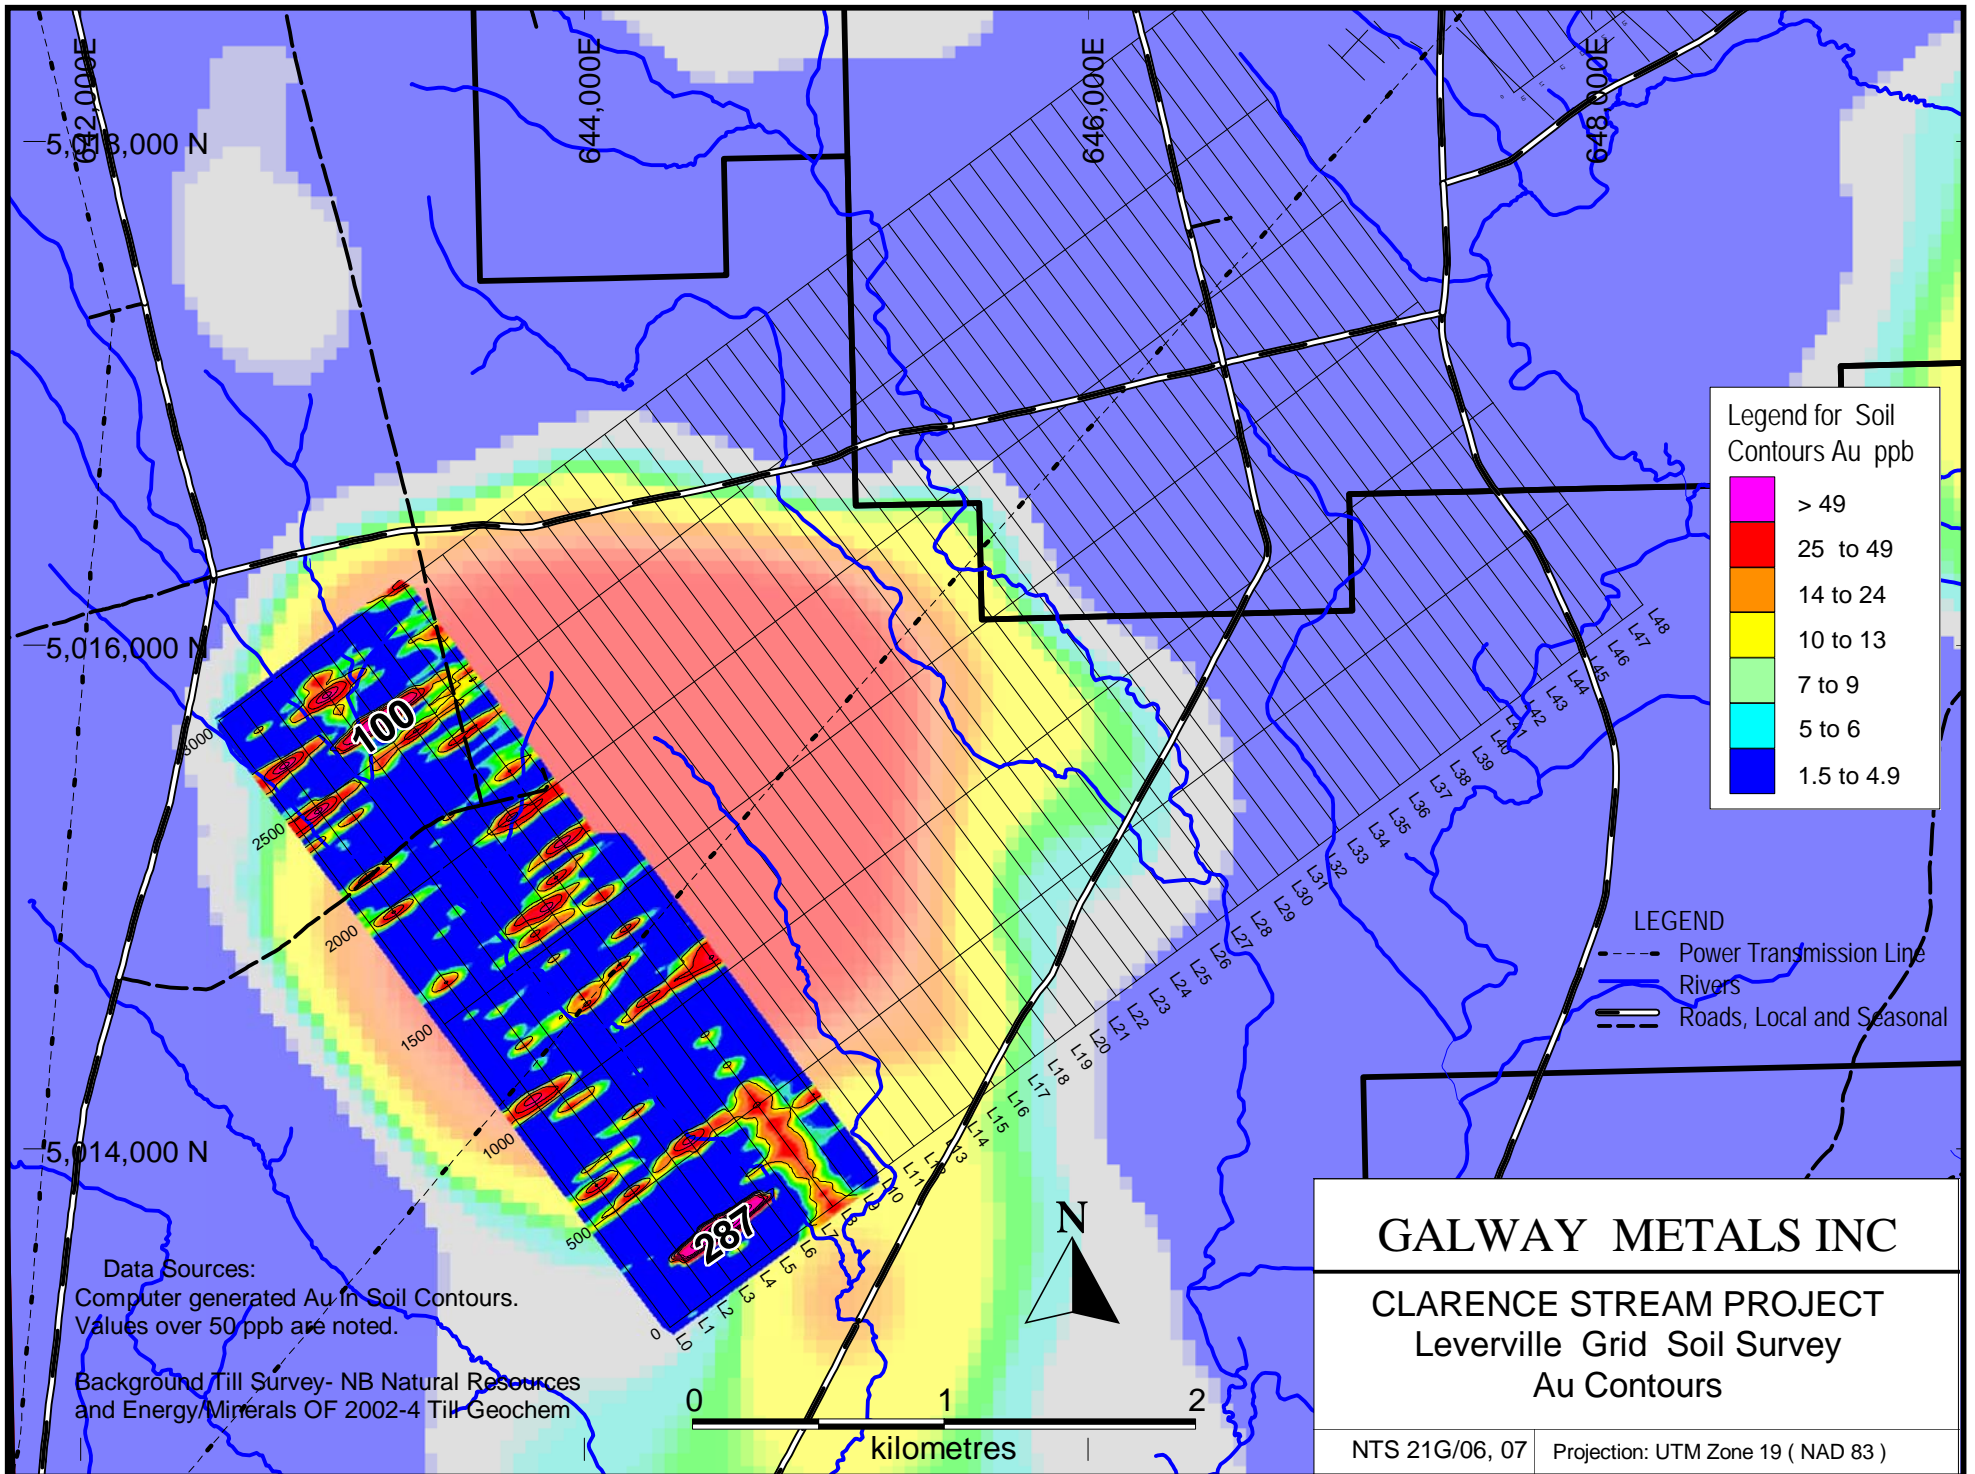 642,000E
644,000E
646,000E
648,000E
5,018,000 N
5,016,000 N
5,014,000 N
Legend for Soil
Contours Au ppb
> 49
25 to 49
14 to 24
10 to 13
7 to 9
5 to 6
1.5 to 4.9
100
287
3000
2500
2000
1500
1000
500
0
L0
L1
L2
L3
L4
L5
L6
L7
L8
L9
L10
L11
L12
L13
L14
L15
L16
L17
L18
L19
L20
L21
L22
L23
L24
L25
L26
L27
L28
L29
L30
L31
L32
L33
L34
L35
L36
L37
L38
L39
L40
L41
L42
L43
L44
L45
L46
L47
L48
LEGEND
Power Transmission Line
Rivers
Roads, Local and Seasonal
Data Sources:
Computer generated Au in Soil Contours.
Values over 50 ppb are noted.
Background Till Survey- NB Natural Resources
and Energy/Minerals OF 2002-4 Till Geochem
0 1 2
kilometres
N
GALWAY METALS INC
CLARENCE STREAM PROJECT
Leverville Grid Soil Survey
Au Contours
NTS 21G/06, 07
Projection: UTM Zone 19 ( NAD 83 )